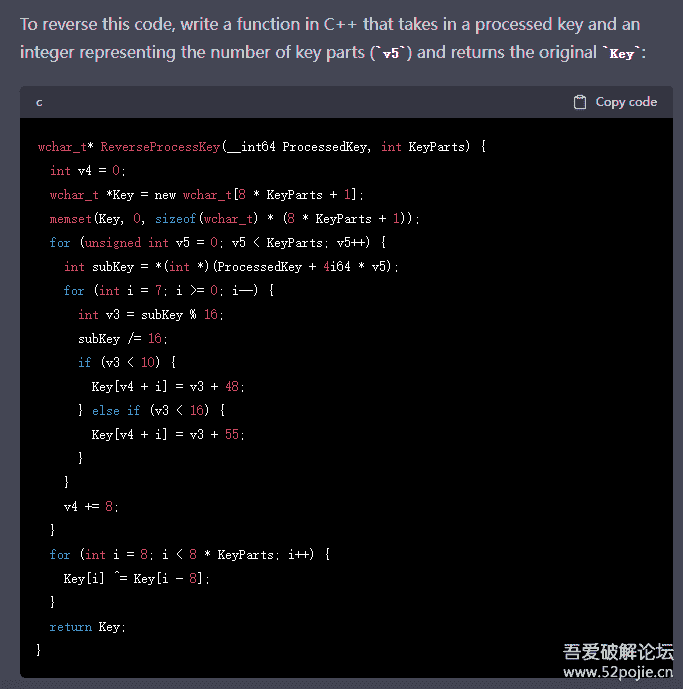 To reverse this code, write a function in C++ that takes in a processed key and an
integer representing the number of key parts (`v5`) and returns the original `Key`:
c
Copy code
wchar_t* ReverseProcessKey(__int64 ProcessedKey, int KeyParts) {
int v4 = 0;
wchar_t *Key = new wchar_t[8 * KeyParts + 1];
memset(Key, 0, sizeof(wchar_t) * (8 * KeyParts + 1));
for (unsigned int v5 = 0; v5 < KeyParts; v5++) {
int subKey = *(int *)(ProcessedKey + 4i64 * v5);
for (int i = 7; i >= 0; i--) {
int v3 = subKey % 16;
subKey /= 16;
if (v3 < 10) {
Key[v4 + i] = v3 + 48;
} else if (v3 < 16) {
Key[v4 + i] = v3 + 55;
}
}
v4 += 8;
}
for (int i = 8; i < 8 * KeyParts; i++) {
Key[i] ^= Key[i - 8];
}
return Key;
}
吾爱破解论坛
www.52pojie.cn